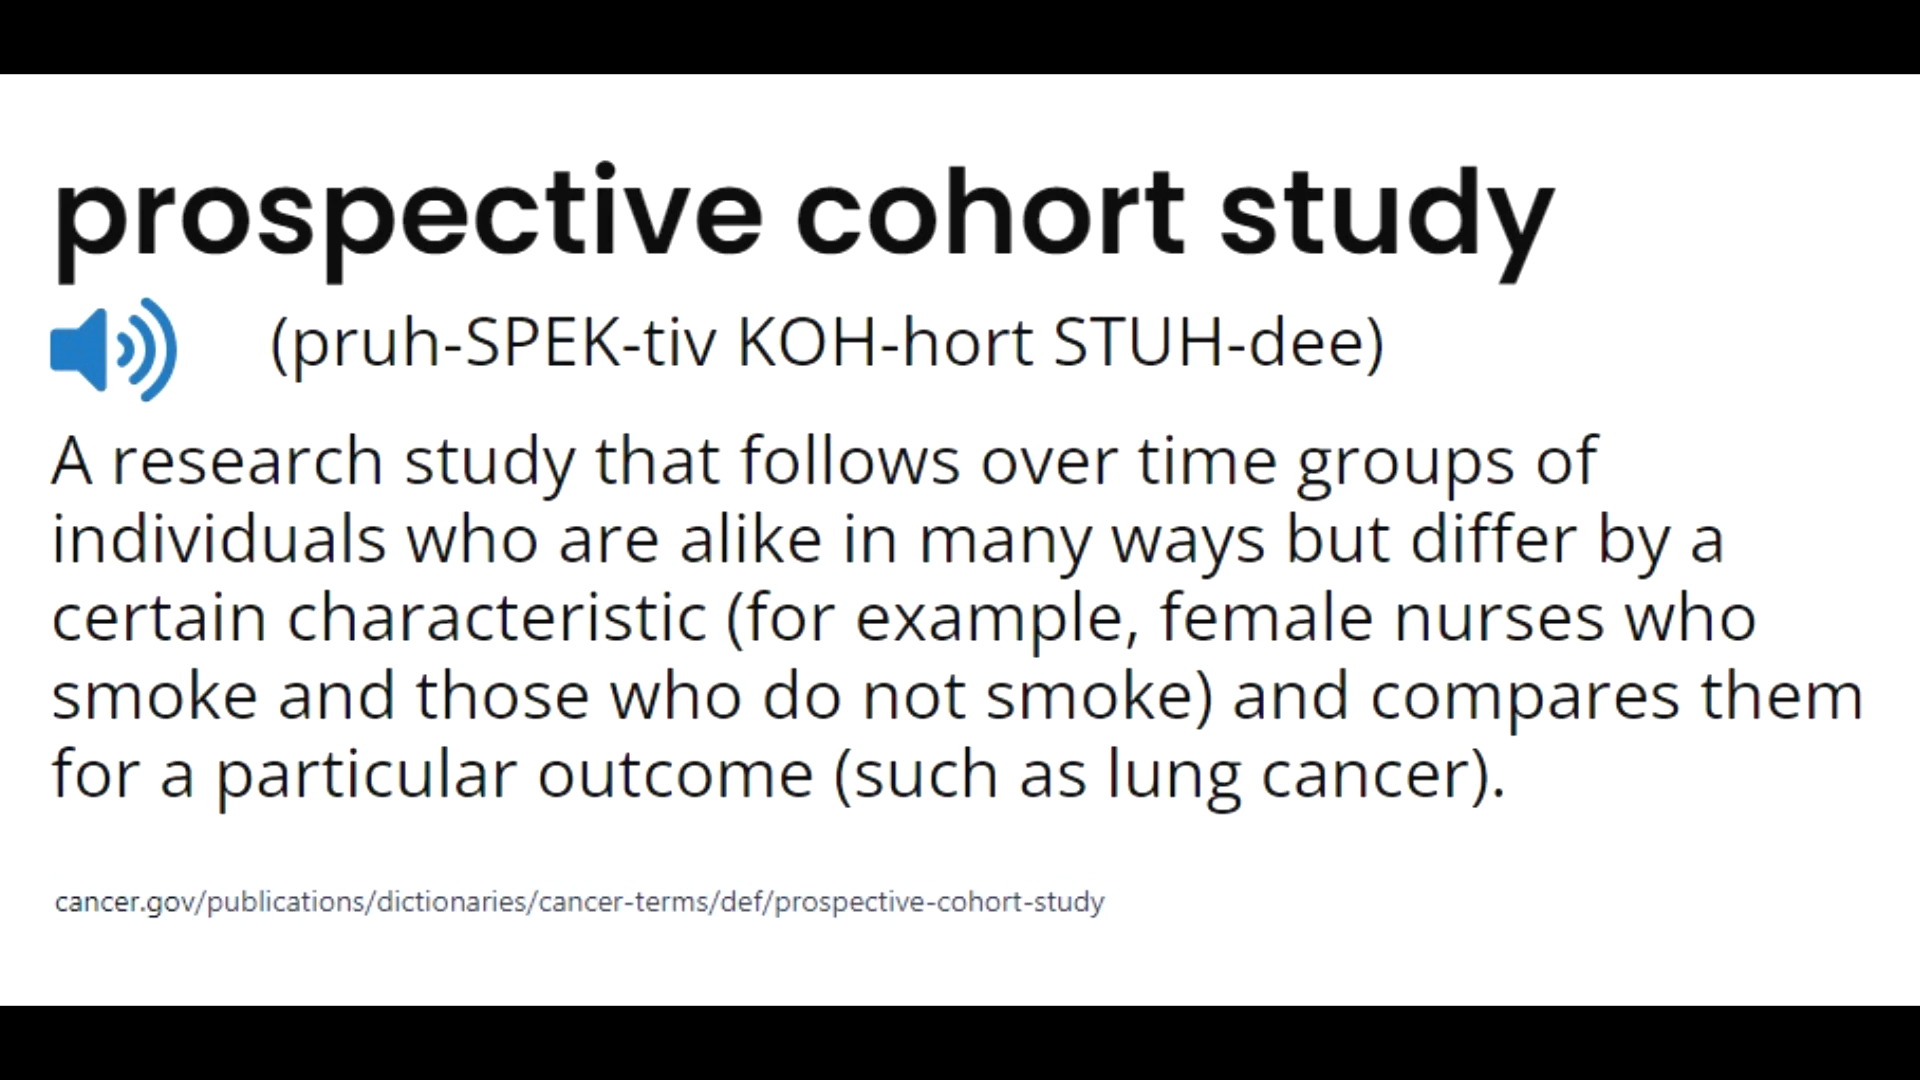 prospective cohort study
(pruh-SPEK-tiv KOH-hort STUH-dee)
A research study that follows over time groups of
individuals who are alike in many ways but differ by a
certain characteristic (for example, female nurses who
smoke and those who do not smoke) and compares them
for a particular outcome (such as lung cancer).
cancer.gov/publications/dictionaries/cancer-terms/def/prospective-cohort-study